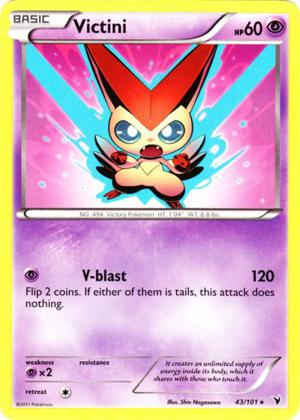 BASIC
Victini
HP60
NO. 494 Victory Pokémon HT. 1'04" WT. 8.8 lbs.
V-blast 120
Flip 2 coins. If either of them is tails, this attack does
nothing.
weakness resistance
×2
retreat
It creates an unlimited supply of
energy inside its body, which it
shares with those who touch it.
©2011 Pokémon
Illus. Shin Nagasawa
43/101 ★